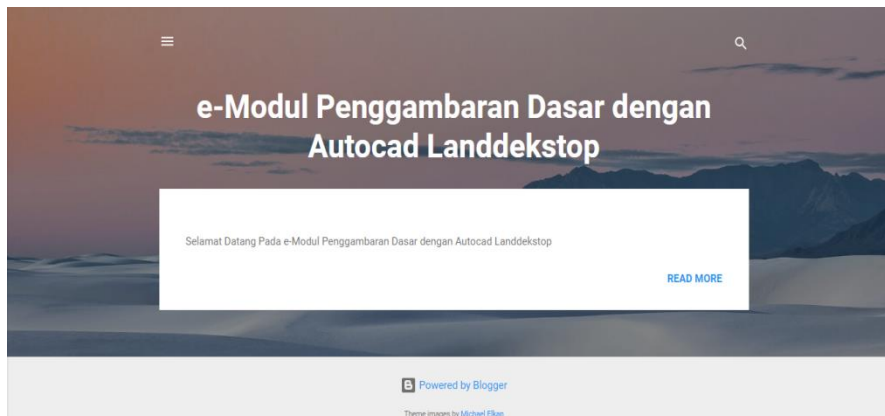 e-Modul Penggambaran Dasar dengan
Autocad Landdekstop
Selamat Datang Pada e-Modul Penggambaran Dasar dengan Autocad Landdekstop
READ MORE
Powered by Blogger
Theme images by Michael Elkan